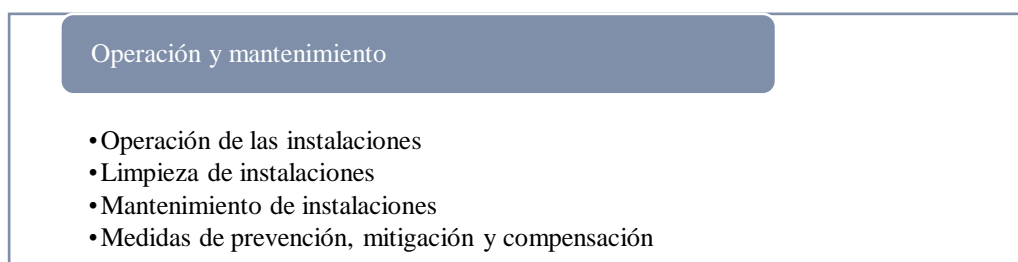 Operación y mantenimiento
•Operación de las instalaciones
•Limpieza de instalaciones
•Mantenimiento de instalaciones
•Medidas de prevención, mitigación y compensación